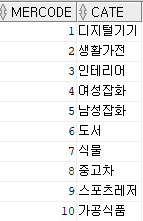 MERCODE CATE
1 디지털기기
2 생활가전
3 인테리어
4 여성잡화
5 남성잡화
6 도서
7 식물
8 중고차
9 스포츠레저
10 가공식품